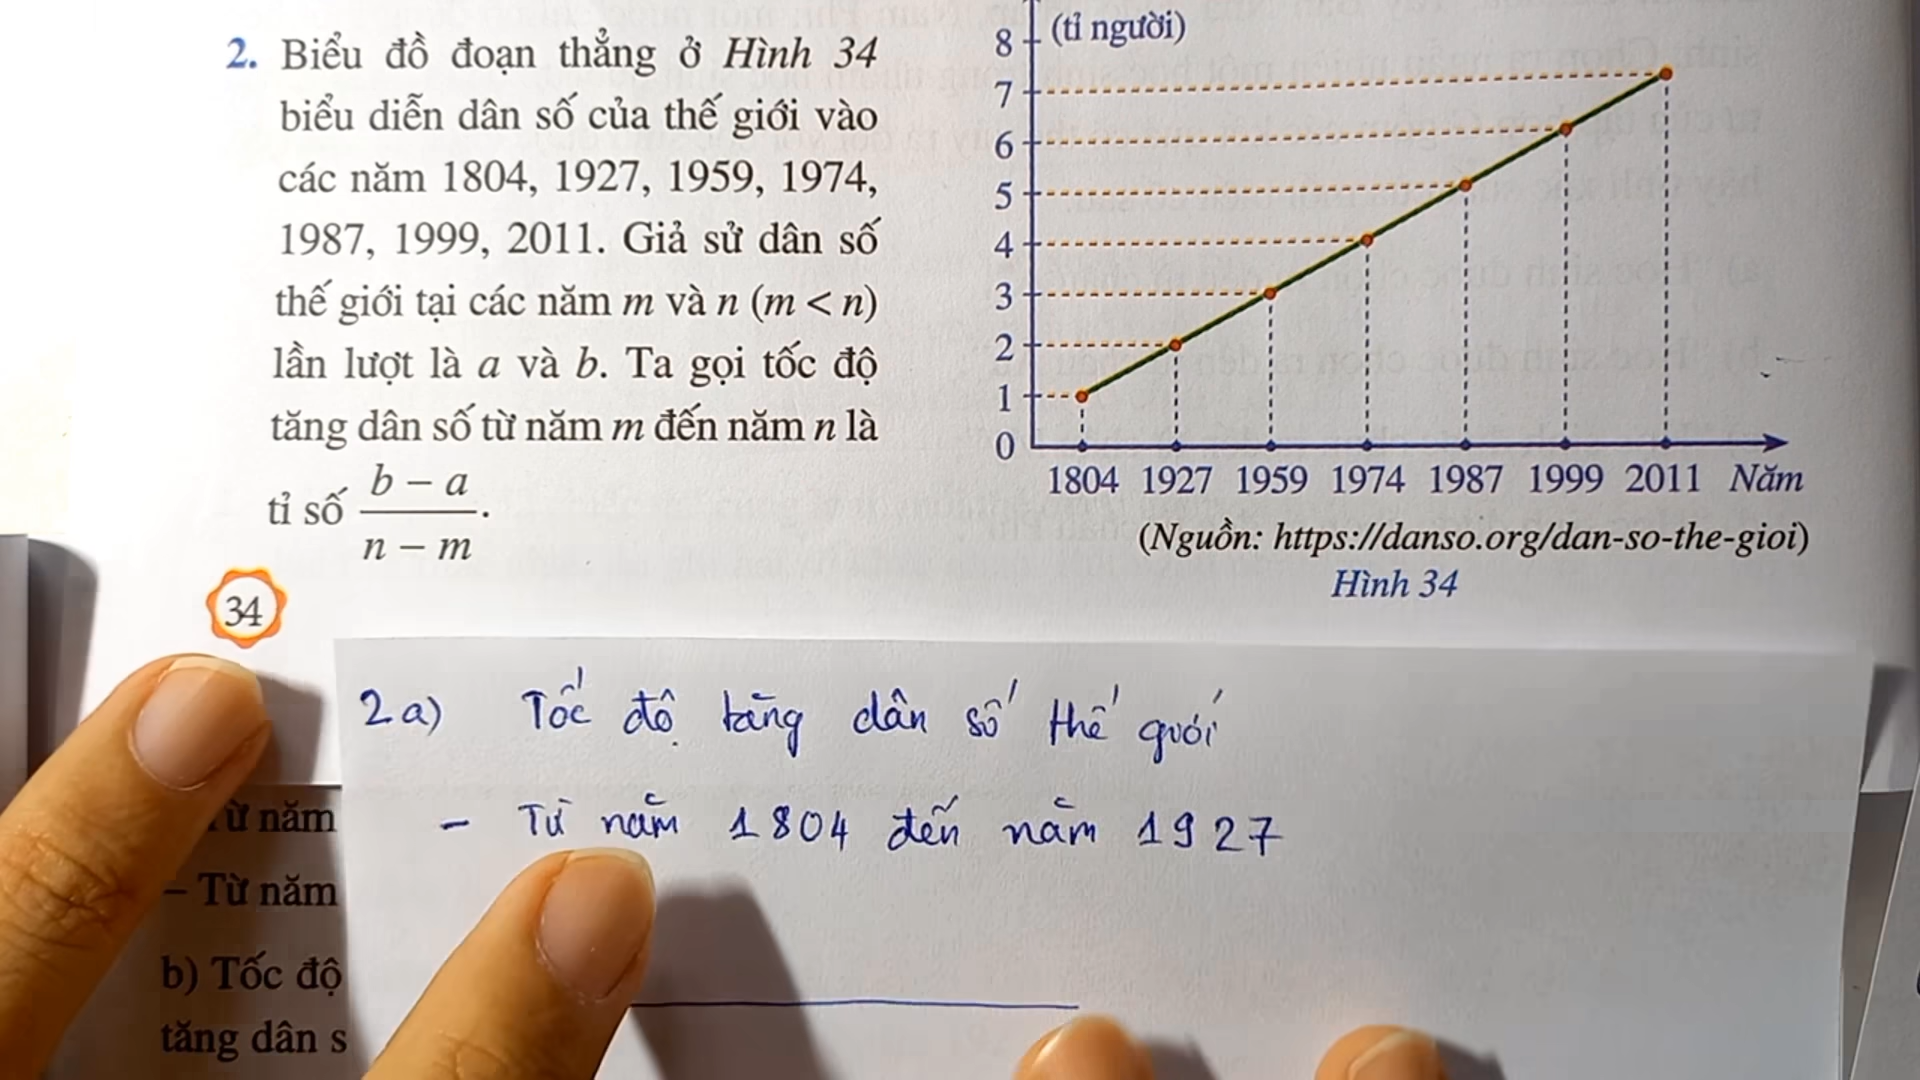 2. Biểu đồ đoạn thẳng ở Hình 34
biểu diễn dân số của thế giới vào
các năm 1804, 1927, 1959, 1974,
1987, 1999, 2011. Giả sử dân số
thế giới tại các năm m và n (m < n)
lần lượt là a và b. Ta gọi tốc độ
tăng dân số từ năm m đến năm n là
tỉ số b – a / n – m.
34
(tỉ người)
8
7
6
5
4
3
2
1
0
1804 1927 1959 1974 1987 1999 2011 Năm
(Nguồn: https://danso.org/dan-so-the-gioi)
Hình 34
2a) Tốc độ tăng dân số thế giới
– Từ năm 1804 đến năm 1927
năm
– Từ năm
b) Tốc độ
tăng dân s